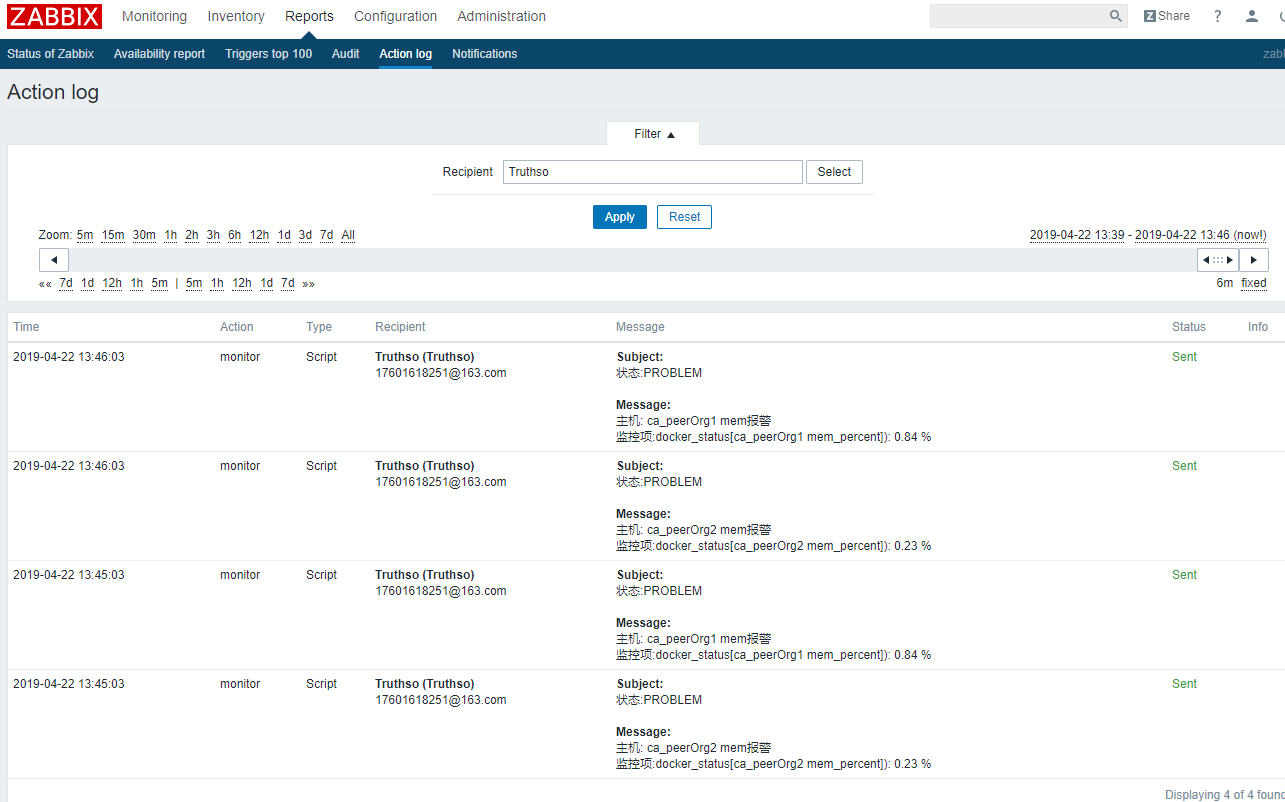 ZABBIX Monitoring Inventory Reports Configuration Administration Z Share ?
Status of Zabbix Availability report Triggers top 100 Audit Action log Notifications
Action log
Filter ▲
Recipient Truthso Select
Apply Reset
Zoom: 5m 15m 30m 1h 2h 3h 6h 12h 1d 3d 7d All 2019-04-22 13:39 - 2019-04-22 13:46 (now!)
«« 7d 1d 12h 1h 5m | 5m 1h 12h 1d 7d »» 6m fixed
Time Action Type Recipient Message Status Info
2019-04-22 13:46:03 monitor Script Truthso (Truthso) Subject: Sent
17601618251@163.com 状态:PROBLEM
Message:
主机: ca_peerOrg1 mem报警
监控项:docker_status[ca_peerOrg1 mem_percent]): 0.84 %
2019-04-22 13:46:03 monitor Script Truthso (Truthso) Subject: Sent
17601618251@163.com 状态:PROBLEM
Message:
主机: ca_peerOrg2 mem报警
监控项:docker_status[ca_peerOrg2 mem_percent]): 0.23 %
2019-04-22 13:45:03 monitor Script Truthso (Truthso) Subject: Sent
17601618251@163.com 状态:PROBLEM
Message:
主机: ca_peerOrg1 mem报警
监控项:docker_status[ca_peerOrg1 mem_percent]): 0.84 %
2019-04-22 13:45:03 monitor Script Truthso (Truthso) Subject: Sent
17601618251@163.com 状态:PROBLEM
Message:
主机: ca_peerOrg2 mem报警
监控项:docker_status[ca_peerOrg2 mem_percent]): 0.23 %
Displaying 4 of 4